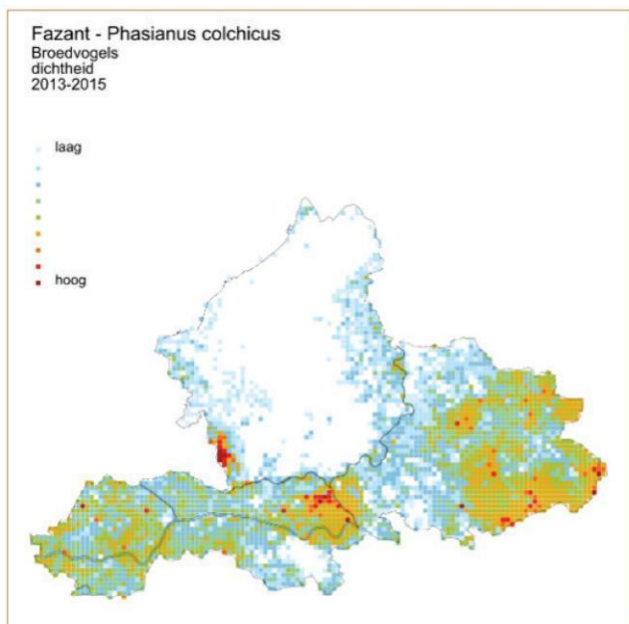 Fazant - Phasianus colchicus
Broedvogels
dichtheid
2013-2015
laag
hoog